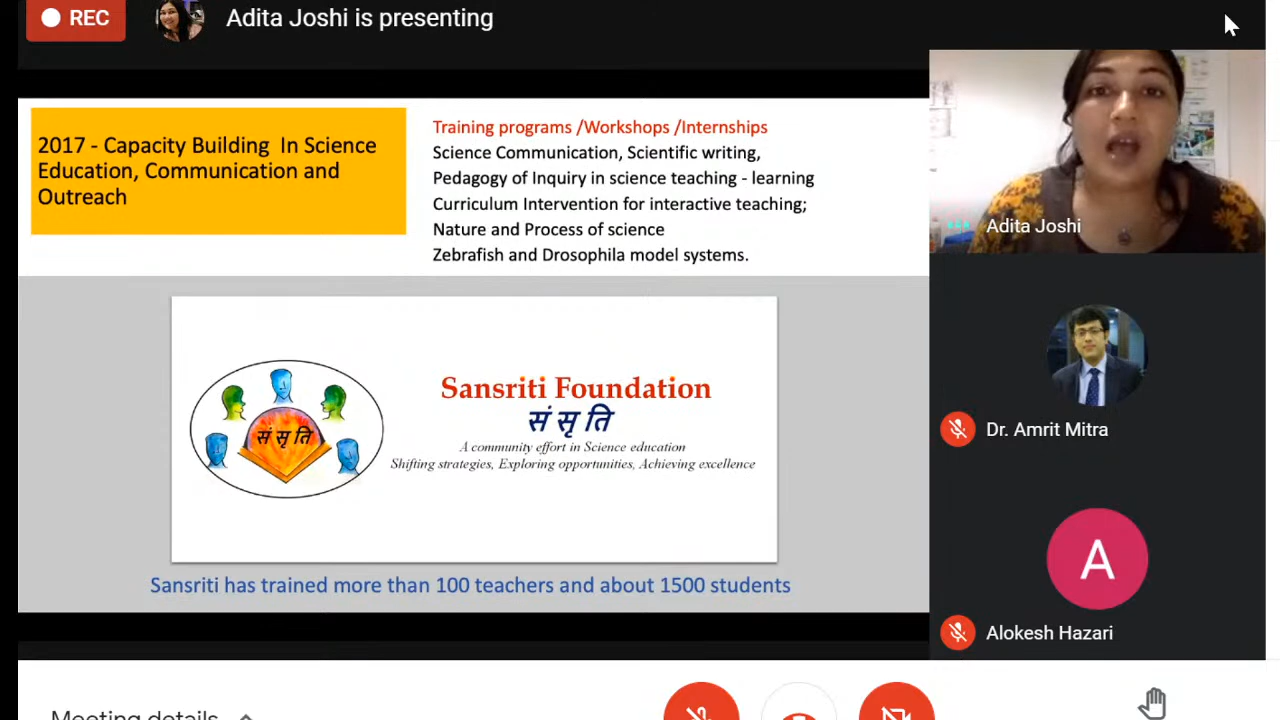 REC
Adita Joshi is presenting
2017 - Capacity Building In Science
Education, Communication and
Outreach
Training programs /Workshops /Internships
Science Communication, Scientific writing,
Pedagogy of Inquiry in science teaching - learning
Curriculum Intervention for interactive teaching;
Nature and Process of science
Zebrafish and Drosophila model systems.
सं सृ ति
Sansriti Foundation
सं सृ ति
A community effort in Science education
Shifting strategies, Exploring opportunities, Achieving excellence
Sansriti has trained more than 100 teachers and about 1500 students
Adita Joshi
Dr. Amrit Mitra
A
Alokesh Hazari
Meeting details